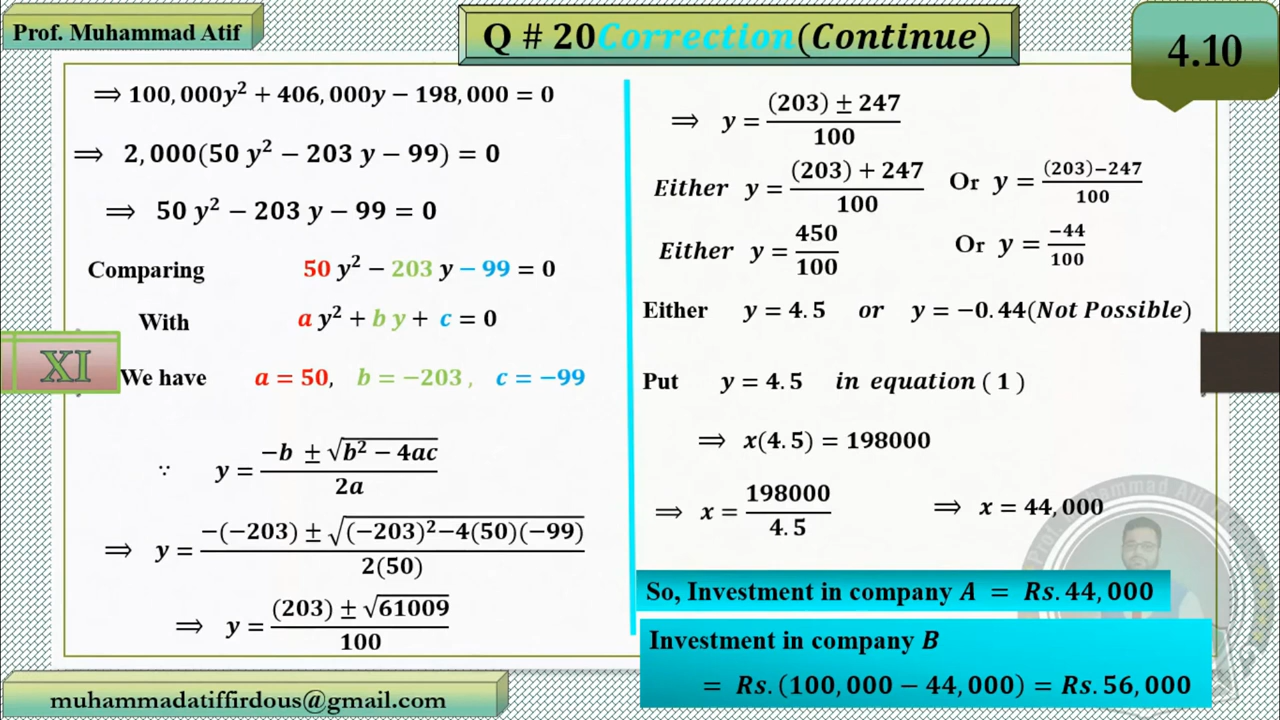 Prof. Muhammad Atif
Q # 20Correction(Continue)
4.10
⟹ 100,000y² + 406,000y − 198,000 = 0
⟹ 2,000(50 y² − 203 y − 99) = 0
⟹ 50 y² − 203 y − 99 = 0
Comparing 50 y² − 203 y − 99 = 0
With a y² + b y + c = 0
XI
We have a = 50, b = −203 , c = −99
∵ y = (−b ± √(b² − 4ac)) / 2a
⟹ y = (−(−203) ± √((−203)²−4(50)(−99))) / 2(50)
⟹ y = ((203) ± √61009) / 100
⟹ y = ((203) ± 247) / 100
Either y = ((203) + 247) / 100 Or y = ((203)−247) / 100
Either y = 450 / 100 Or y = −44 / 100
Either y = 4.5 or y = −0.44(Not Possible)
Put y = 4.5 in equation ( 1 )
⟹ x(4.5) = 198000
⟹ x = 198000 / 4.5 ⟹ x = 44,000
So, Investment in company A = Rs. 44,000
Investment in company B
= Rs. (100,000 − 44,000) = Rs. 56,000
muhammadatiffirdous@gmail.com